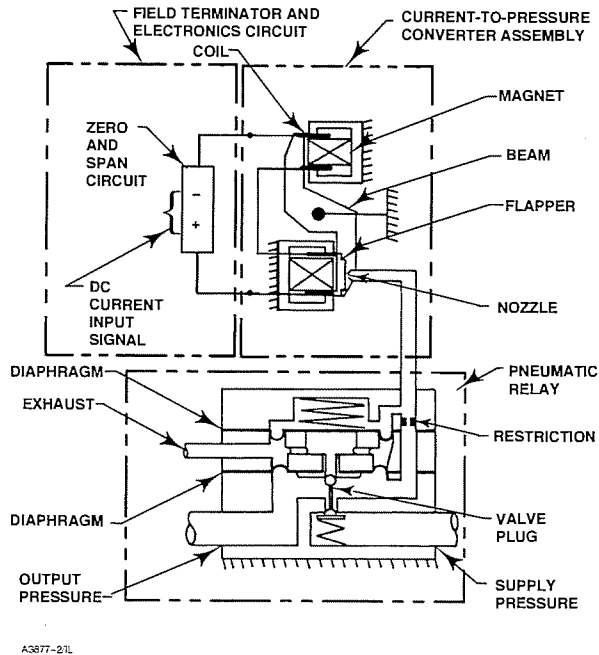 FIELD TERMINATOR AND
ELECTRONICS CIRCUIT
COIL
CURRENT-TO-PRESSURE
CONVERTER ASSEMBLY
MAGNET
ZERO
AND
SPAN
CIRCUIT
BEAM
−
+
FLAPPER
DC
CURRENT
INPUT
SIGNAL
NOZZLE
DIAPHRAGM
PNEUMATIC
RELAY
EXHAUST
RESTRICTION
DIAPHRAGM
VALVE
PLUG
OUTPUT
PRESSURE
SUPPLY
PRESSURE
A3877-2/IL